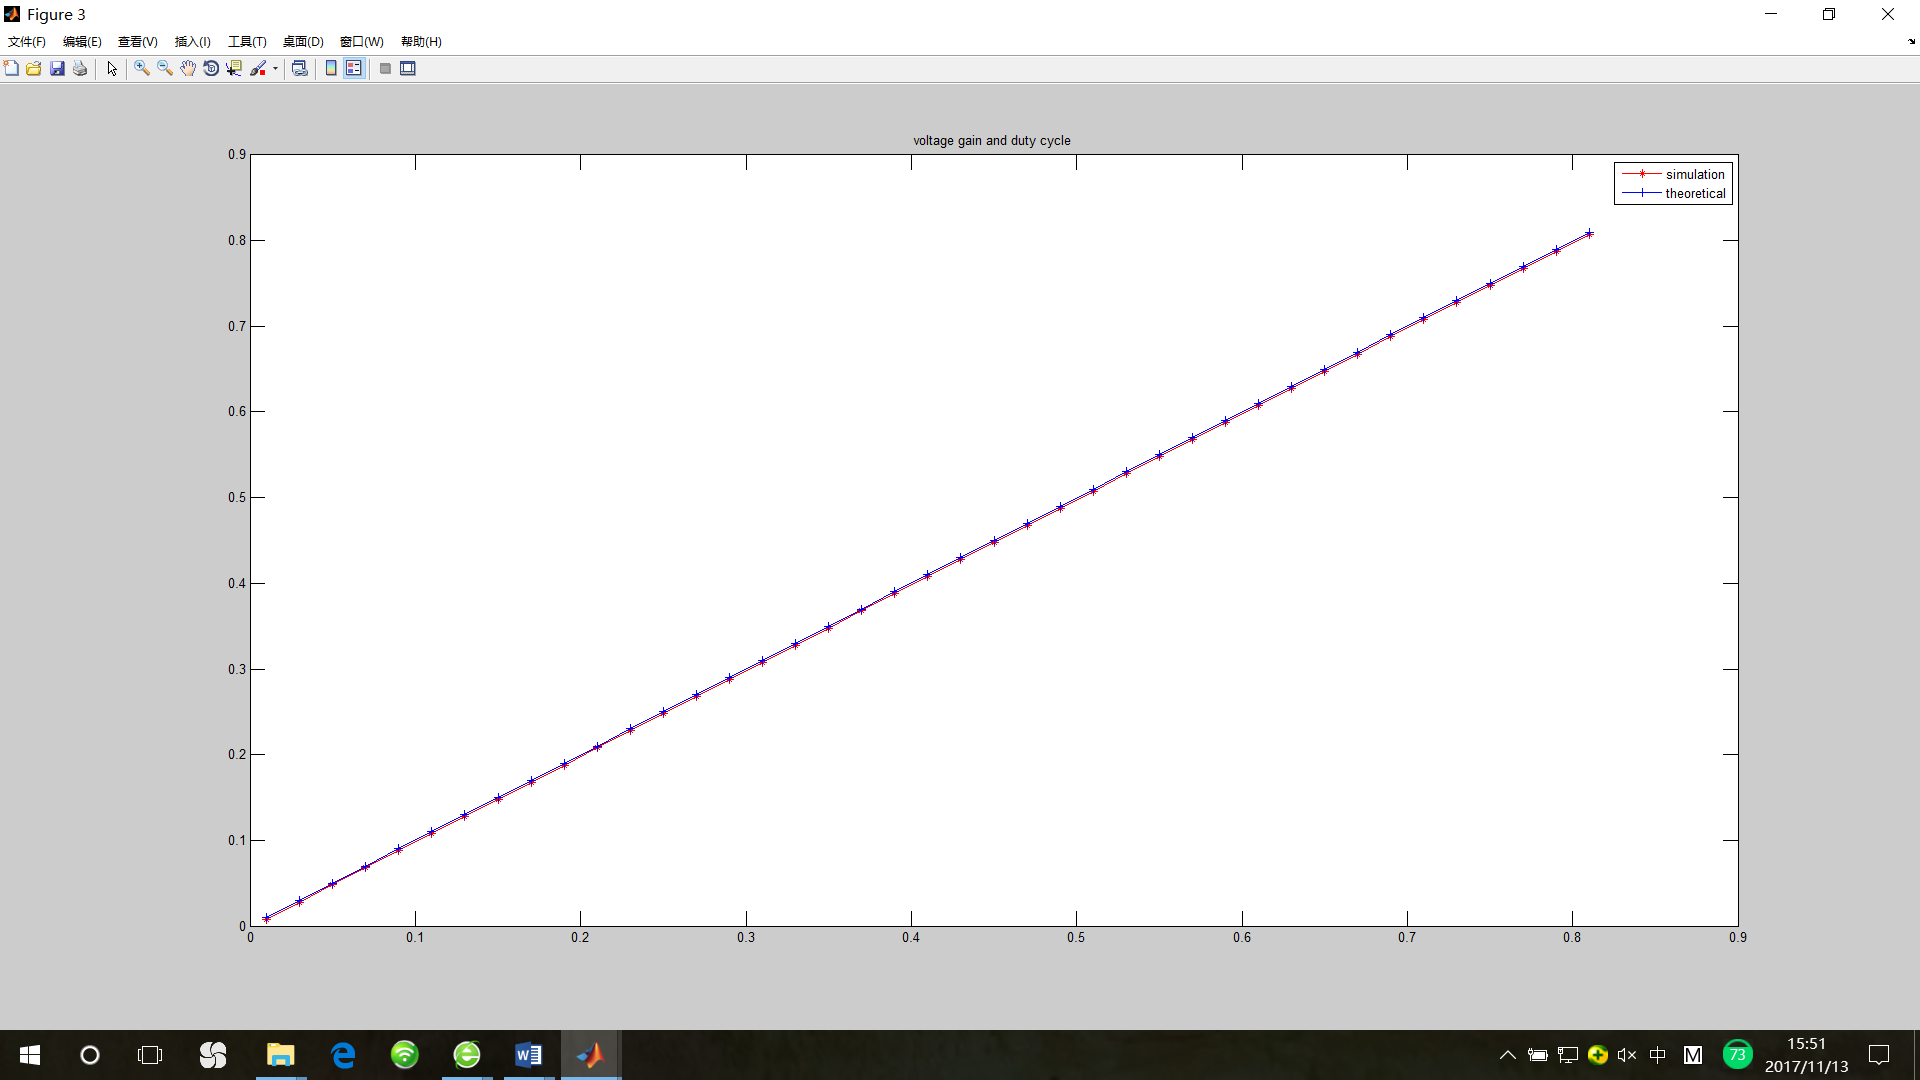 Figure 3
文件(F) 编辑(E) 查看(V) 插入(I) 工具(T) 桌面(D) 窗口(W) 帮助(H)
voltage gain and duty cycle
simulation
theoretical
0.9
0.8
0.7
0.6
0.5
0.4
0.3
0.2
0.1
0
0 0.1 0.2 0.3 0.4 0.5 0.6 0.7 0.8 0.9
中 M 73
15:51
2017/11/13